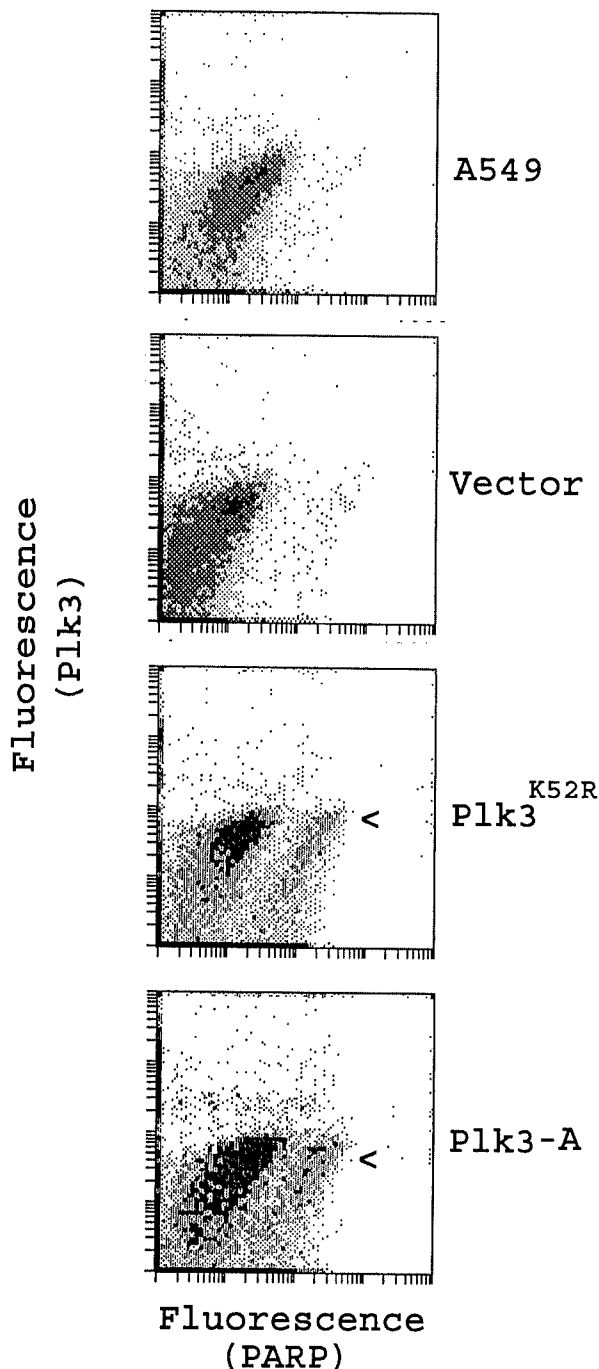 A549
Vector
Plk3K52R
<
Plk3-A
<
Fluorescence
(Plk3)
Fluorescence
(PARP)